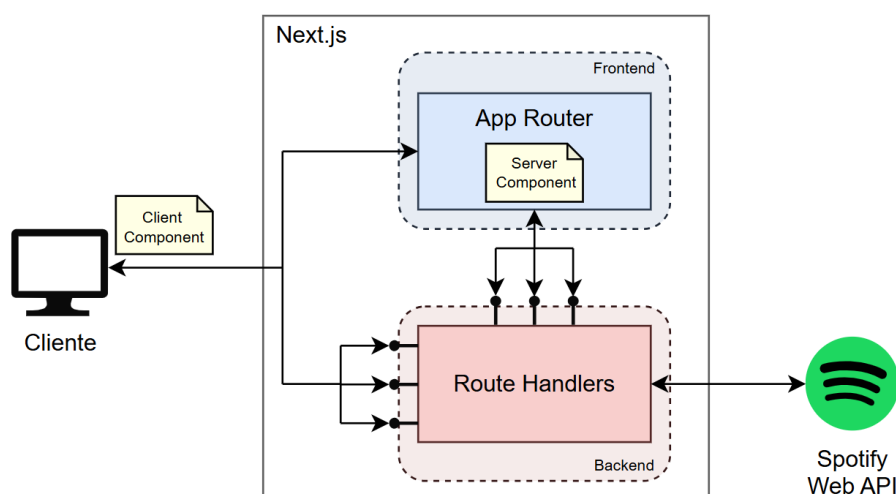 Next.js
Frontend
App Router
Server
Component
Client
Component
Cliente
Route Handlers
Backend
Spotify
Web API